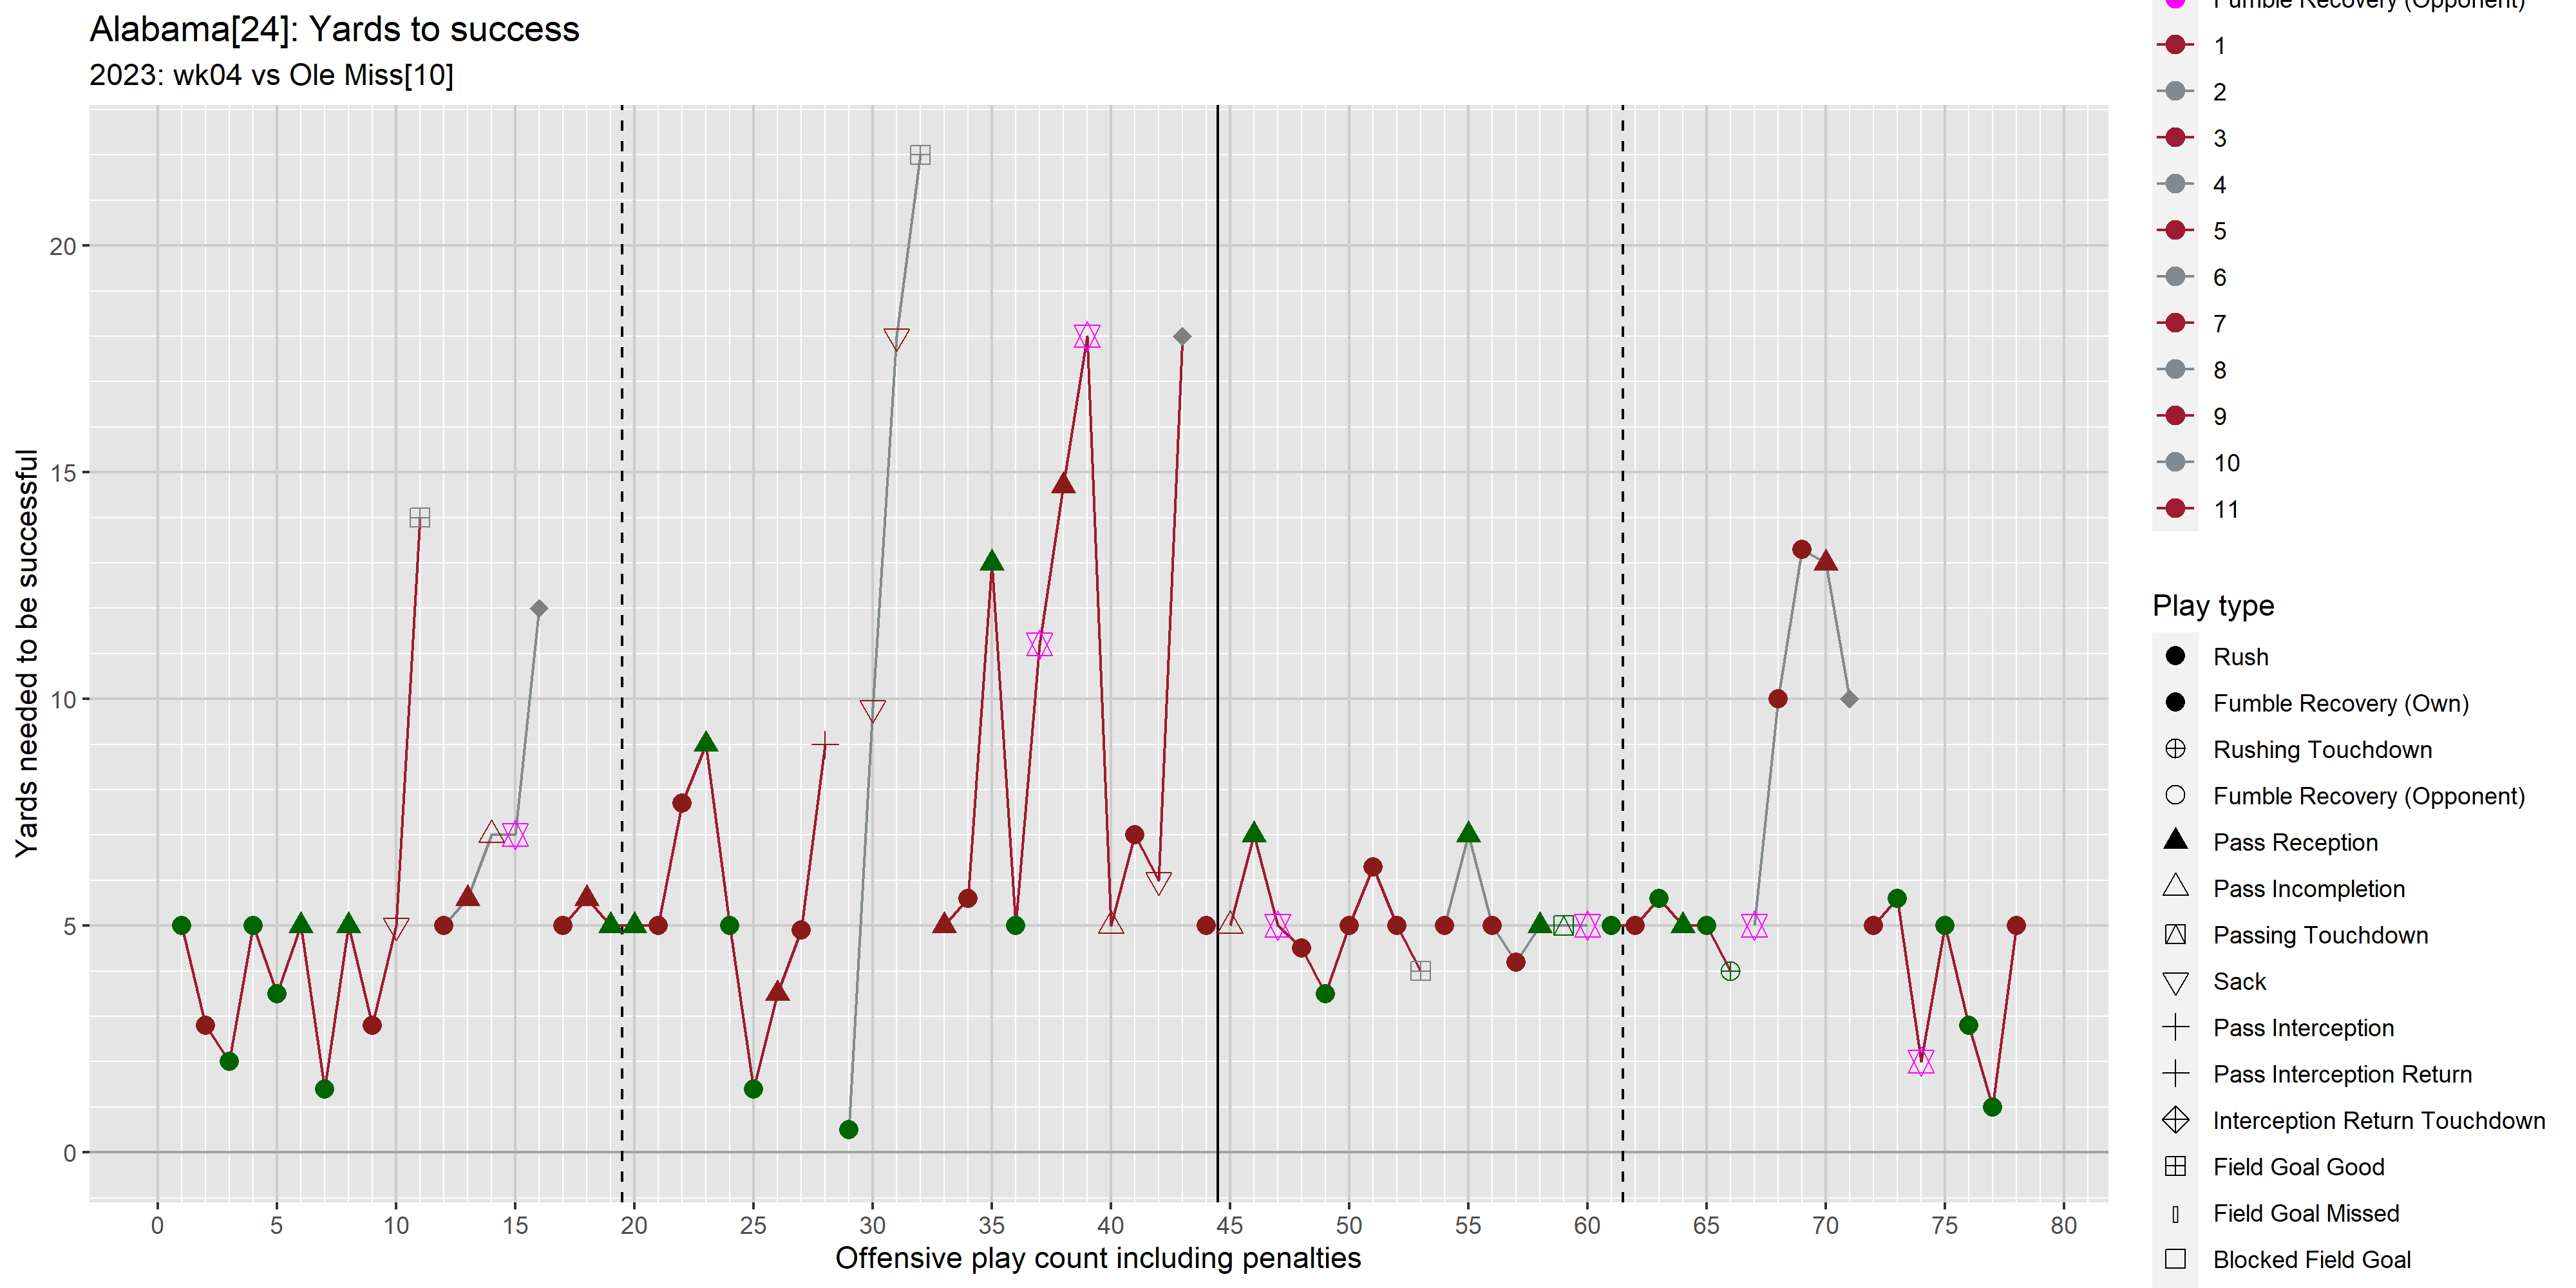 Alabama[24]: Yards to success
2023: wk04 vs Ole Miss[10]
Yards needed to be successful
20
15
10
5
0
0 5 10 15 20 25 30 35 40 45 50 55 60 65 70 75 80
Offensive play count including penalties
Fumble Recovery (Opponent)
1
2
3
4
5
6
7
8
9
10
11
Play type
Rush
Fumble Recovery (Own)
Rushing Touchdown
Fumble Recovery (Opponent)
Pass Reception
Pass Incompletion
Passing Touchdown
Sack
Pass Interception
Pass Interception Return
Interception Return Touchdown
Field Goal Good
Field Goal Missed
Blocked Field Goal